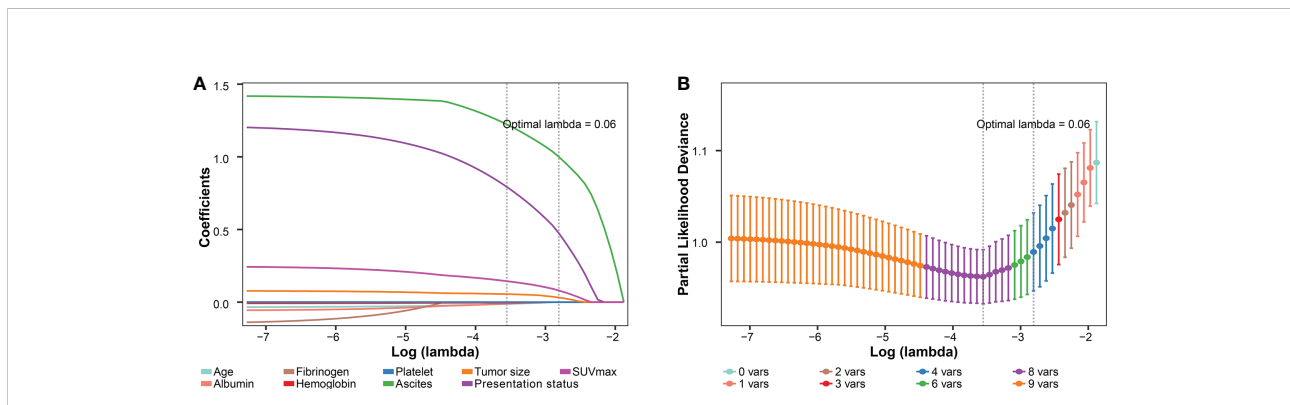 A
1.5
1.0
0.5
0.0
Coefficients
Optimal lambda = 0.06
−7 −6 −5 −4 −3 −2
Log (lambda)
Age Fibrinogen Platelet Tumor size SUVmax
Albumin Hemoglobin Ascites Presentation status
B
1.1
1.0
Partial Likelihood Deviance
Optimal lambda = 0.06
−7 −6 −5 −4 −3 −2
Log (lambda)
0 vars 2 vars 4 vars 8 vars
1 vars 3 vars 6 vars 9 vars